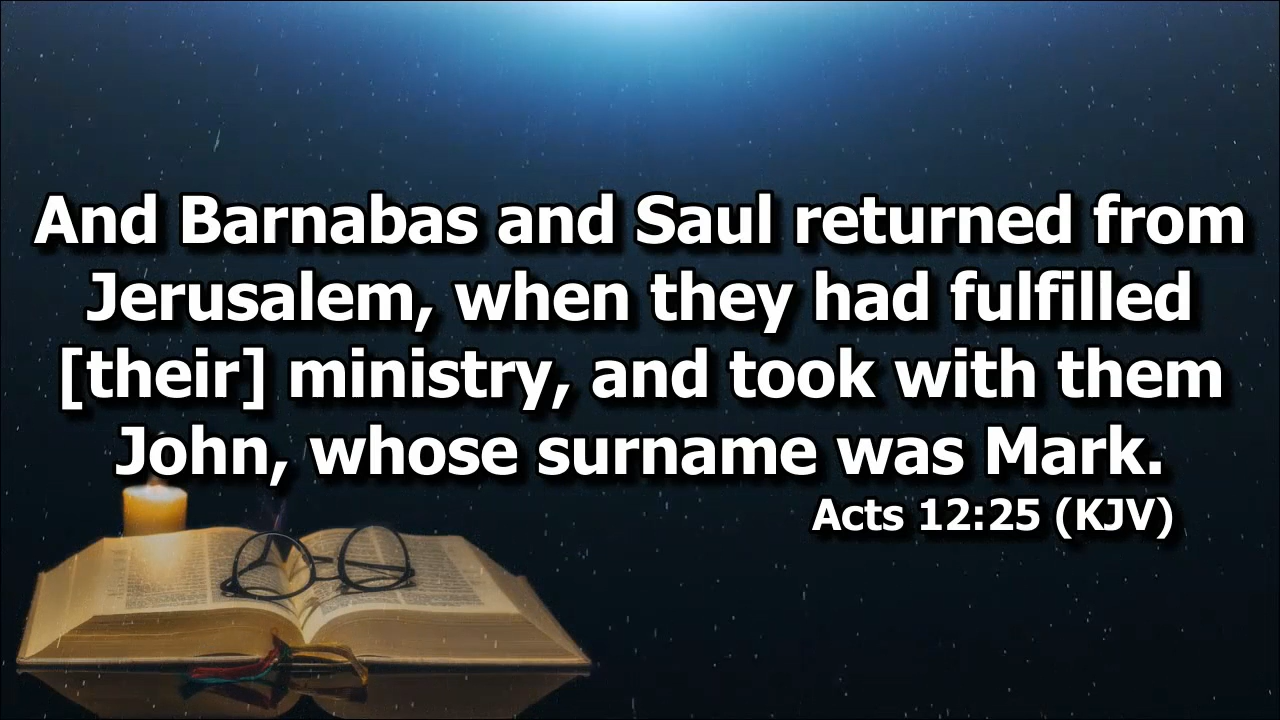 And Barnabas and Saul returned from
Jerusalem, when they had fulfilled
[their] ministry, and took with them
John, whose surname was Mark.
Acts 12:25 (KJV)